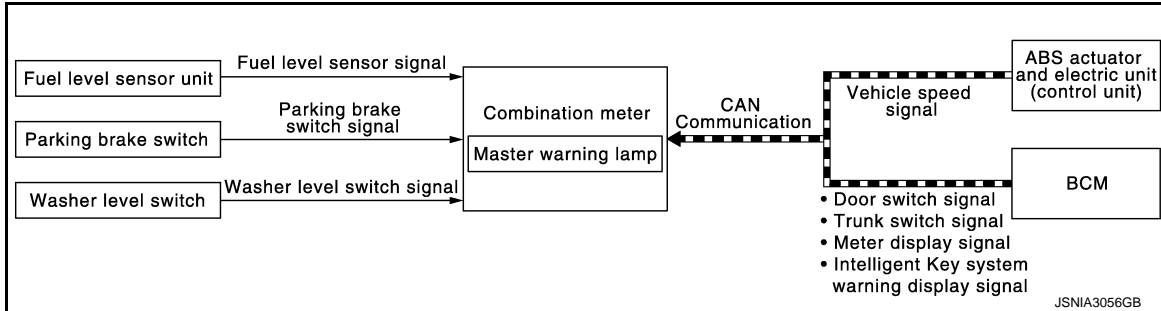 Fuel level sensor unit
Fuel level sensor signal
Parking brake switch
Parking brake
switch signal
Washer level switch
Washer level switch signal
Combination meter
Master warning lamp
CAN
Communication
Vehicle speed
signal
ABS actuator
and electric unit
(control unit)
BCM
• Door switch signal
• Trunk switch signal
• Meter display signal
• Intelligent Key system
warning display signal
JSNIA3056GB